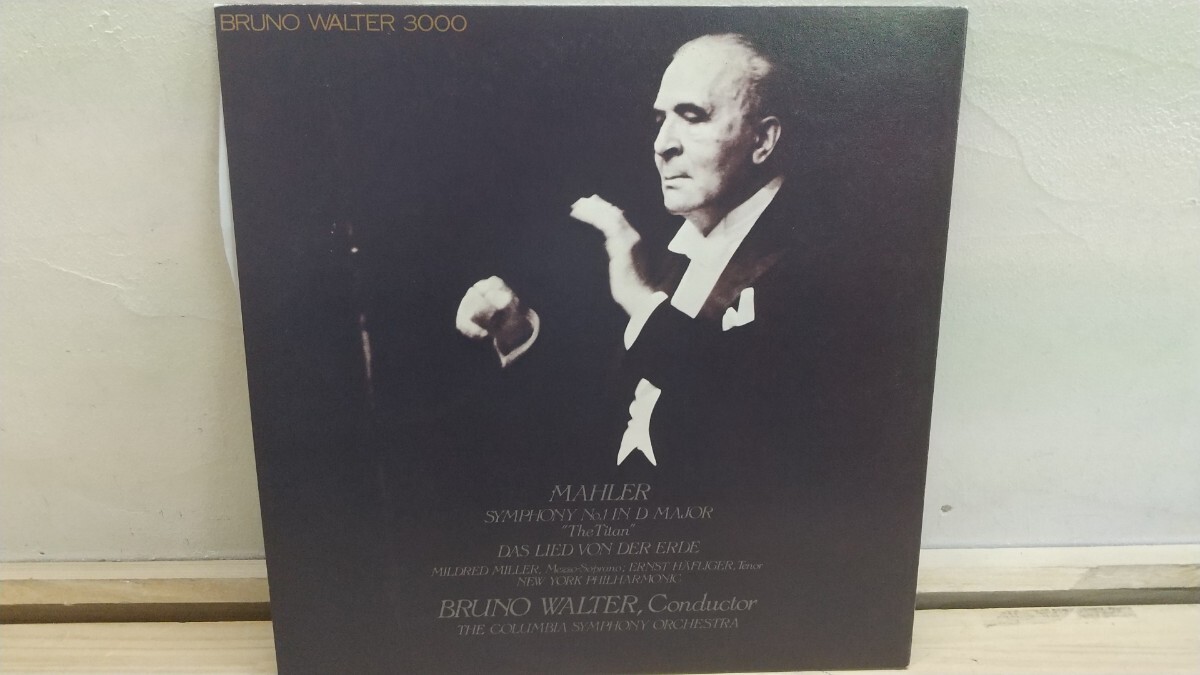 BRUNO WALTER 3000
MAHLER
SYMPHONY No.1 IN D MAJOR
"The Titan"
DAS LIED VON DER ERDE
MILDRED MILLER, Mezzo-Soprano; ERNST HÄFLIGER, Tenor
NEW YORK PHILHARMONIC
BRUNO WALTER, Conductor
THE COLUMBIA SYMPHONY ORCHESTRA